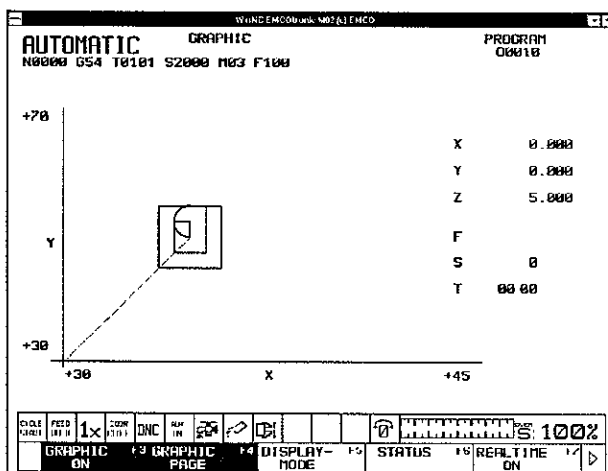 WinNC EMCO (c) EMCO
AUTOMATIC GRAPHIC PROGRAM
O0010
N0000 G54 T0101 S2000 M03 F100
+70
X 0.000
Y 0.000
Z 5.000
Y
F
S 0
T 00 00
+30
+30 X +45
1x DNC S 100%
GRAPHIC ON F3 GRAPHIC PAGE F4 DISPLAY-MODE F5 STATUS F6 REALTIME ON F7